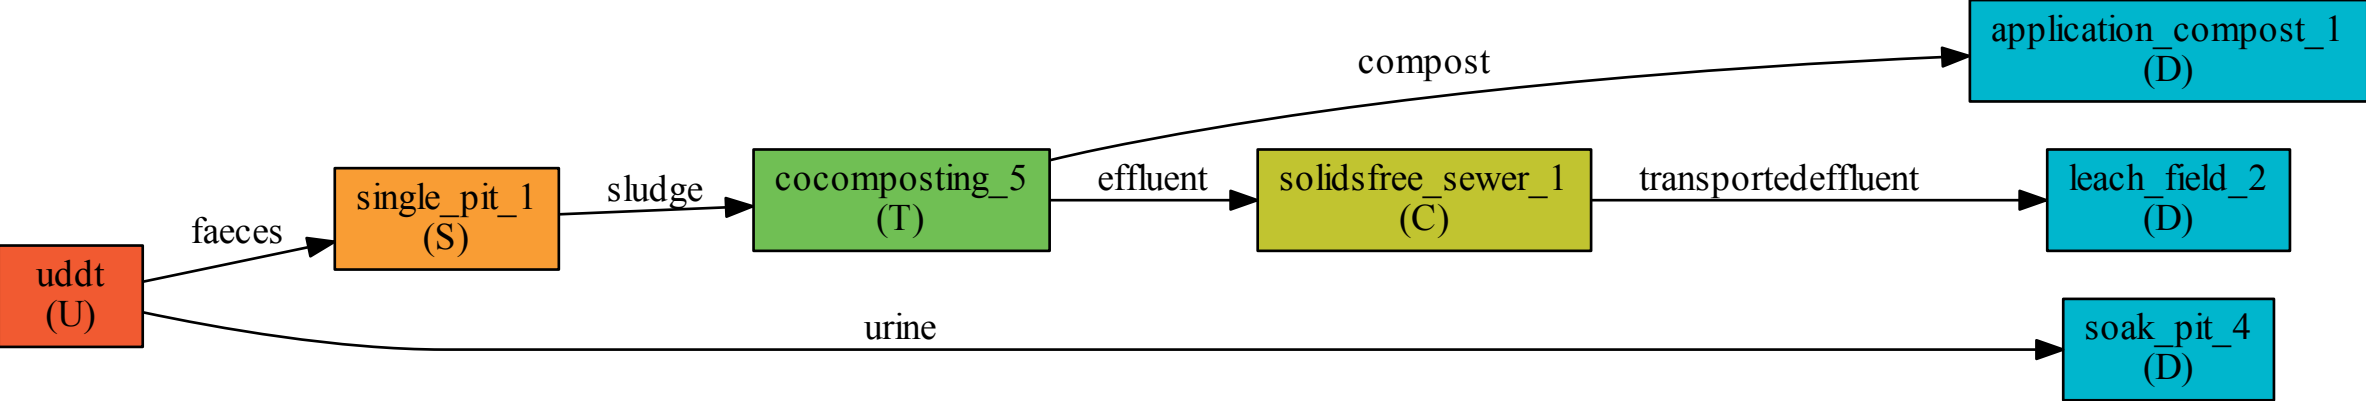 application_compost_1
(D)
compost
cocomposting_5
(T)
effluent
solidsfree_sewer_1
(C)
transportedeffluent
leach_field_2
(D)
single_pit_1
(S)
sludge
faeces
uddt
(U)
urine
soak_pit_4
(D)